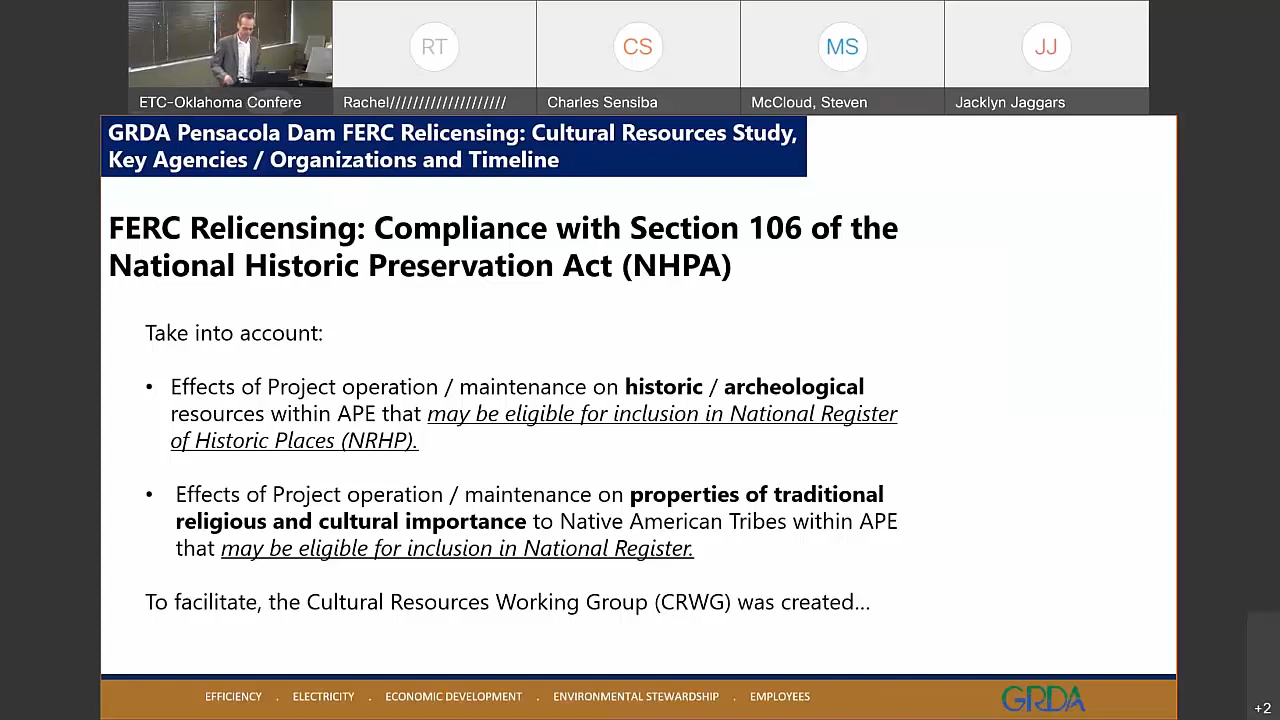 RT
CS
MS
JJ
ETC-Oklahoma Confere
Rachel////////////////////
Charles Sensiba
McCloud, Steven
Jacklyn Jaggars
GRDA Pensacola Dam FERC Relicensing: Cultural Resources Study,
Key Agencies / Organizations and Timeline
FERC Relicensing: Compliance with Section 106 of the
National Historic Preservation Act (NHPA)
Take into account:
• Effects of Project operation / maintenance on historic / archeological
resources within APE that may be eligible for inclusion in National Register
of Historic Places (NRHP).
• Effects of Project operation / maintenance on properties of traditional
religious and cultural importance to Native American Tribes within APE
that may be eligible for inclusion in National Register.
To facilitate, the Cultural Resources Working Group (CRWG) was created...
EFFICIENCY . ELECTRICITY . ECONOMIC DEVELOPMENT . ENVIRONMENTAL STEWARDSHIP . EMPLOYEES
GRDA
+2